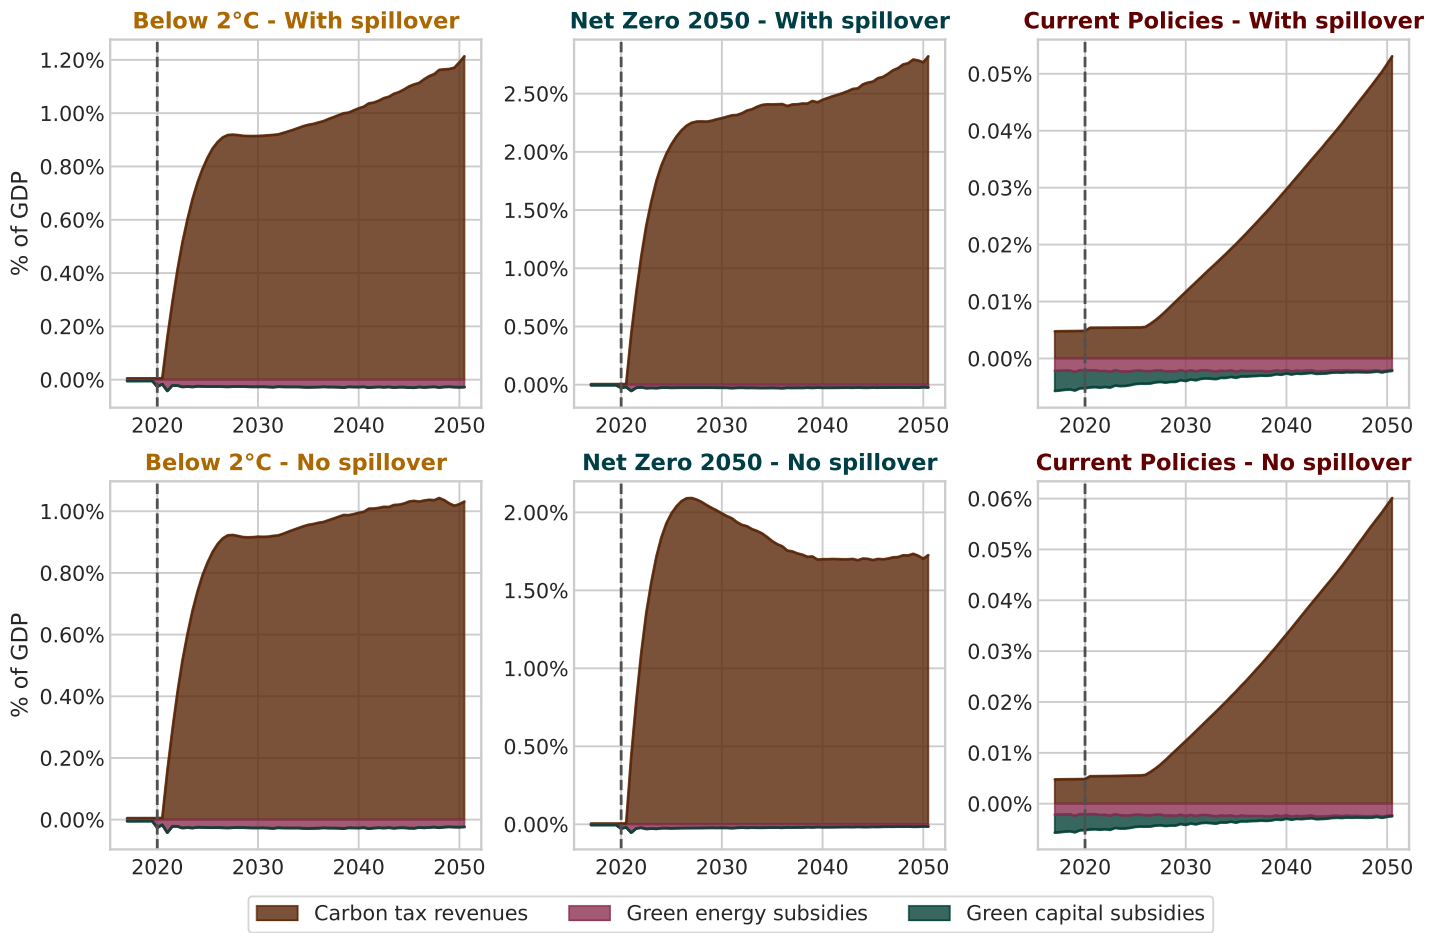 Below 2°C - With spillover
Net Zero 2050 - With spillover
Current Policies - With spillover
% of GDP
1.20%
1.00%
0.80%
0.60%
0.40%
0.20%
0.00%
2020 2030 2040 2050
2.50%
2.00%
1.50%
1.00%
0.50%
0.00%
2020 2030 2040 2050
0.05%
0.04%
0.03%
0.02%
0.01%
0.00%
2020 2030 2040 2050
Below 2°C - No spillover
Net Zero 2050 - No spillover
Current Policies - No spillover
% of GDP
1.00%
0.80%
0.60%
0.40%
0.20%
0.00%
2020 2030 2040 2050
2.00%
1.50%
1.00%
0.50%
0.00%
2020 2030 2040 2050
0.06%
0.05%
0.04%
0.03%
0.02%
0.01%
0.00%
2020 2030 2040 2050
Carbon tax revenues
Green energy subsidies
Green capital subsidies